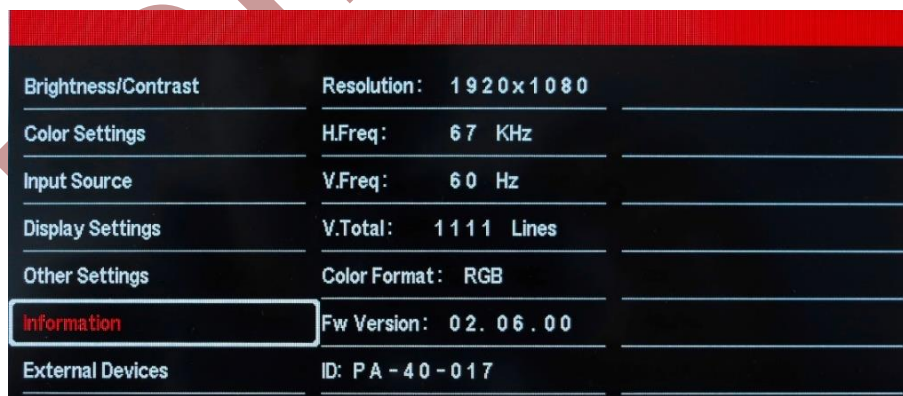 Brightness/Contrast
Resolution: 1920x1080
Color Settings
H.Freq: 67 KHz
Input Source
V.Freq: 60 Hz
Display Settings
V.Total: 1111 Lines
Other Settings
Color Format: RGB
Information
Fw Version: 02.06.00
External Devices
ID: PA-40-017